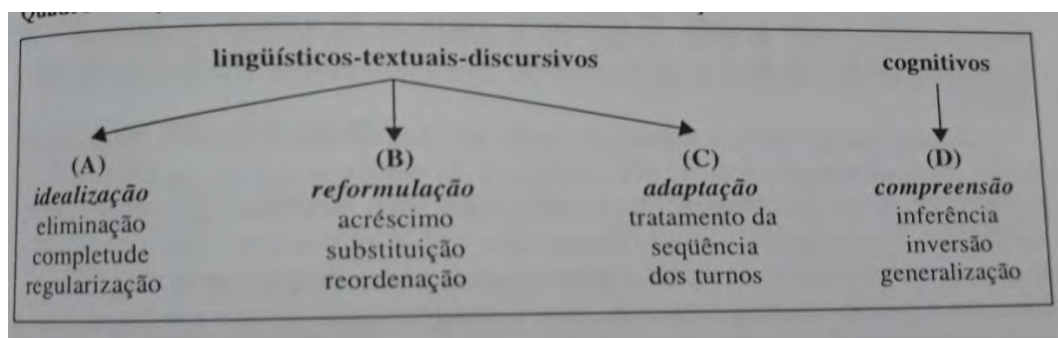 lingüísticos-textuais-discursivos
cognitivos
(A)
idealização
eliminação
completude
regularização
(B)
reformulação
acréscimo
substituição
reordenação
(C)
adaptação
tratamento da
seqüência
dos turnos
(D)
compreensão
inferência
inversão
generalização